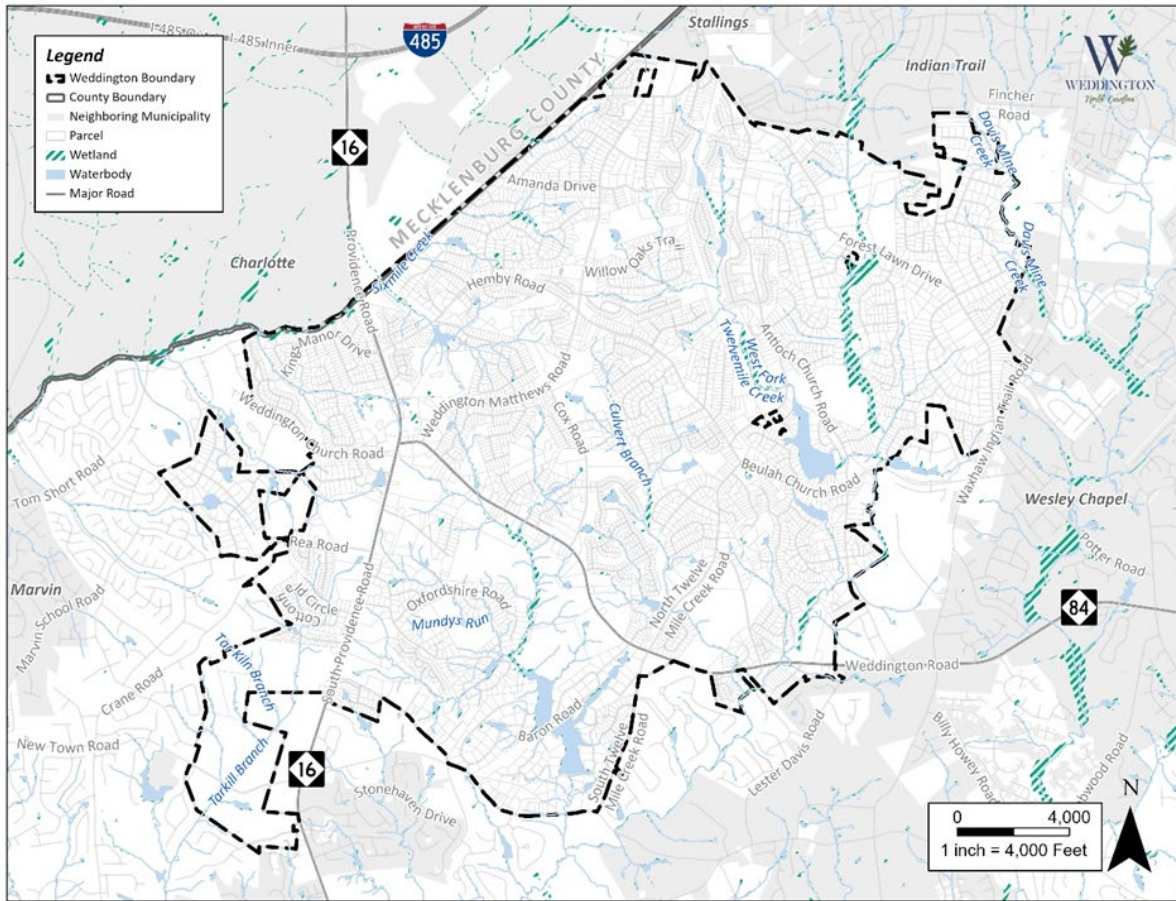 Stallings
I-485 Inner
INTERSTATE
485
Legend
Weddington Boundary
County Boundary
Neighboring Municipality
Parcel
Wetland
Waterbody
Major Road
W
WEDDINGTON
North Carolina
Indian Trail
Fincher
Road
MECKLENBURG COUNTY
16
Davis Mine
Creek
Amanda Drive
Providence Road
Sixmile Creek
Charlotte
Willow Oaks Trail
Forest Lawn Drive
Davis Mine
Creek
Hemby Road
Kings Manor Drive
Antioch Church Road
West Fork
Twelvemile Creek
Weddington Matthews Road
Cox Road
Culvert Branch
Waxhaw Indian Trail Road
Weddington Church Road
Tom Short Road
Beulah Church Road
Wesley Chapel
Potter Road
Rea Road
Marvin
Marvin School Road
Oxfordshire Road
Mundys Run
North Twelve
Mile Creek Road
84
South Providence Road
Tar Kiln Branch
Weddington Road
Crane Road
New Town Road
Baron Road
South Twelve
Mile Creek Road
Lester Davis Road
Billy Howey Road
Tarkill Branch
16
Stonehaven Drive
N
0 4,000
1 inch = 4,000 Feet